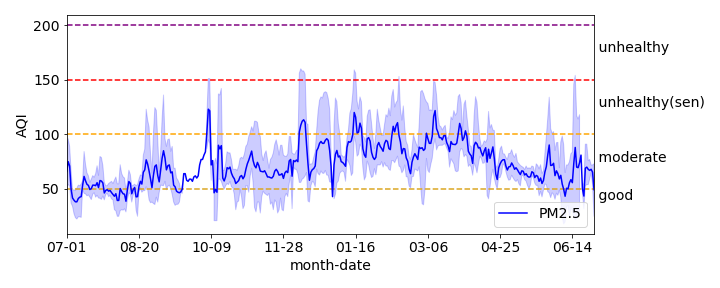 200
unhealthy
150
AQI
unhealthy(sen)
100
moderate
50
good
PM2.5
07-01 08-20 10-09 11-28 01-16 03-06 04-25 06-14
month-date